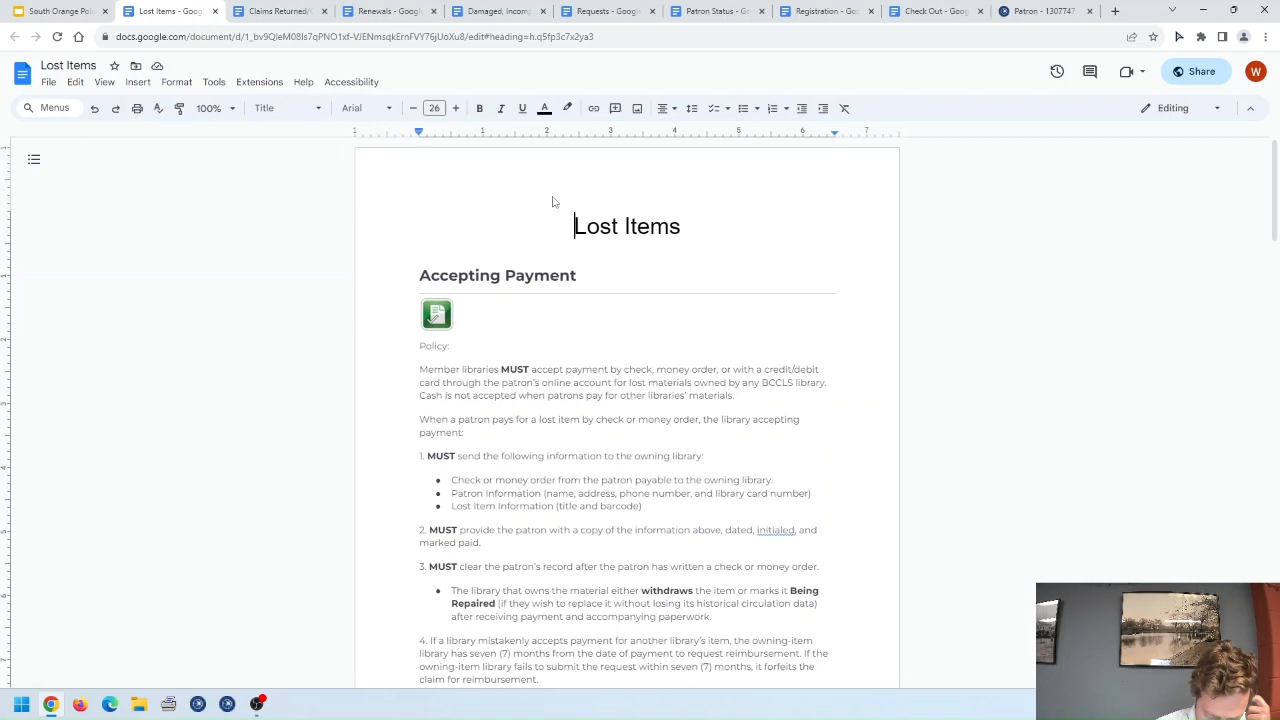 South Orange Poli
Lost Items - Goog
Claims Returned/C
Renewals - Google
Damaged, Incomp
Requests - Google
Patron Status - Go
Registration - Goo
Check Out - Goog
Patron - 1307747
docs.google.com/document/d/1_bv9QleM08Is7qPNO1xf-VJENmsqkErnFVY76jUoXu8/edit#heading=h.q5fp3c7x2ya3
Lost Items
File Edit View Insert Format Tools Extensions Help Accessibility
Share
W
Menus 100% Title Arial 26 B I U A Editing
1 1 2 3 4 5 6 7
Lost Items
Accepting Payment
Policy:
Member libraries MUST accept payment by check, money order, or with a credit/debit
card through the patron's online account for lost materials owned by any BCCLS library.
Cash is not accepted when patrons pay for other libraries' materials.
When a patron pays for a lost item by check or money order, the library accepting
payment:
1. MUST send the following information to the owning library:
● Check or money order from the patron payable to the owning library.
● Patron Information (name, address, phone number, and library card number)
● Lost Item Information (title and barcode)
2. MUST provide the patron with a copy of the information above, dated, initialed, and
marked paid.
3. MUST clear the patron's record after the patron has written a check or money order.
● The library that owns the material either withdraws the item or marks it Being
Repaired (if they wish to replace it without losing its historical circulation data)
after receiving payment and accompanying paperwork.
4. If a library mistakenly accepts payment for another library's item, the owning-item
library has seven (7) months from the date of payment to request reimbursement. If the
owning-item library fails to submit the request within seven (7) months, it forfeits the
claim for reimbursement.